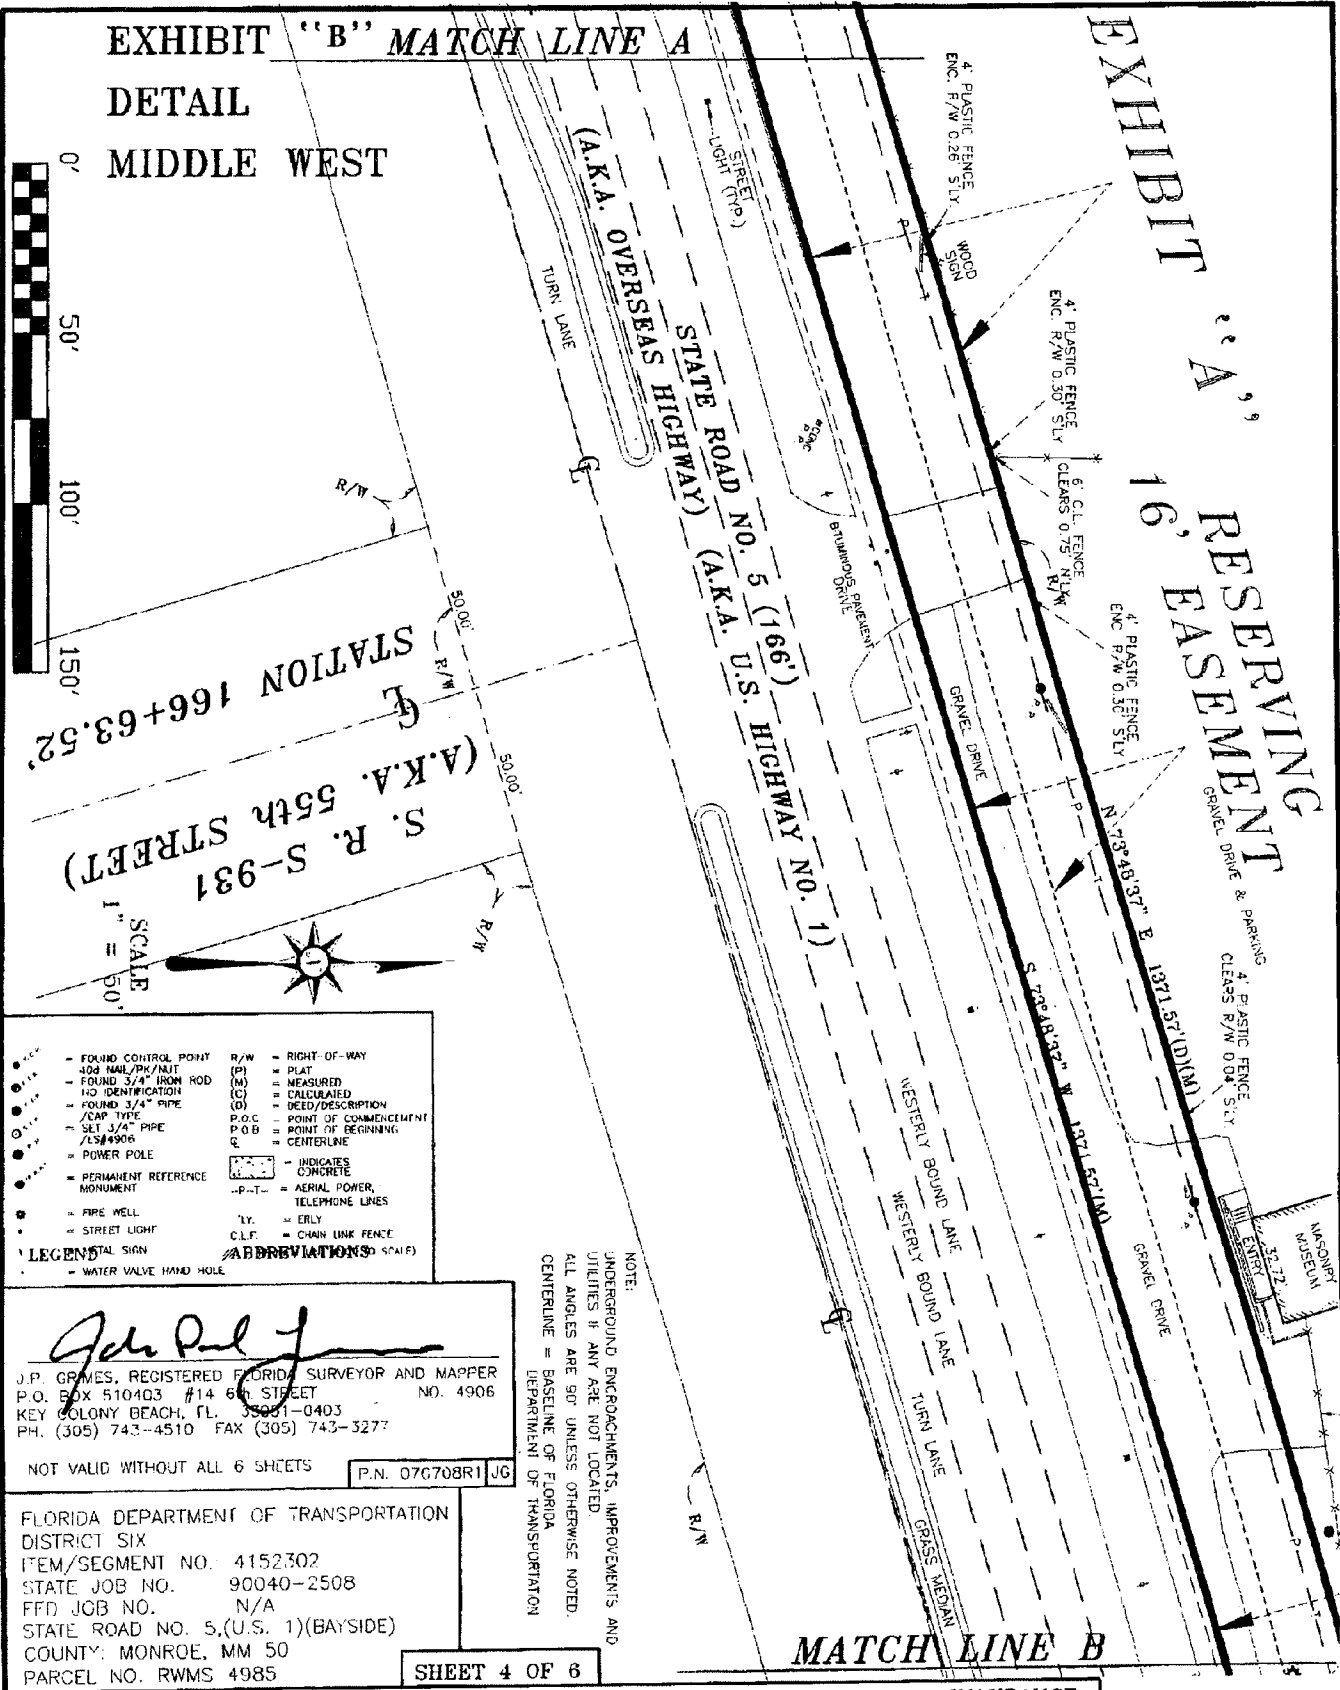 EXHIBIT "B" MATCH LINE A
DETAIL
MIDDLE WEST
0'
50'
100'
150'
EXHIBIT "A"
RESERVING
16' EASEMENT
4' PLASTIC FENCE
ENC. R/W 0.26' S'LY
WOOD
SIGN
4' PLASTIC FENCE
ENC. R/W 0.30' S'LY
6' C.L. FENCE
CLEARS 0.75' N'LY
R/W
4' PLASTIC FENCE
ENC R/W 0.30' S'LY
GRAVEL DRIVE & PARKING
4' PLASTIC FENCE
CLEARS R/W 0.04' S'LY
STREET
LIGHT (TYP.)
TURN LANE
STATE ROAD NO. 5 (166')
(A.K.A. OVERSEAS HIGHWAY) (A.K.A. U.S. HIGHWAY NO. 1)
CONC
BITUMINOUS PAVEMENT
DRIVE
GRAVEL DRIVE
N 73°48'37" E 1371.57'(D)(M)
S 73°48'37" W 1371.57'(M)
P
T
P
T
R/W
50.00'
R/W
50.00'
R/W
STATION 166+63.52'
℄
S. R. S-931
(A.K.A. 55th STREET)
SCALE
1" = 50'
WESTERLY BOUND LANE
WESTERLY BOUND LANE
TURN LANE
GRASS MEDIAN
GRAVEL DRIVE
MASONRY
MUSEUM
32.72'
ENTRY
℄
℄
R/W
P
= FOUND CONTROL POINT
40d NAIL/PK/NUT
= FOUND 3/4" IRON ROD
NO IDENTIFICATION
= FOUND 3/4" PIPE
/CAP TYPE
= SET 3/4" PIPE
/LS#4906
= POWER POLE
= PERMANENT REFERENCE
MONUMENT
= FIRE WELL
= STREET LIGHT
= METAL SIGN
= WATER VALVE HAND HOLE
LEGEND
R/W = RIGHT-OF-WAY
(P) = PLAT
(M) = MEASURED
(C) = CALCULATED
(D) = DEED/DESCRIPTION
P.O.C = POINT OF COMMENCEMENT
P.O.B = POINT OF BEGINNING
℄ = CENTERLINE
= INDICATES
CONCRETE
-P-T- = AERIAL POWER,
TELEPHONE LINES
'LY. = ERLY
C.L.F. = CHAIN LINK FENCE
ABBREVIATIONS SCALE)
J.P. GRIMES, REGISTERED FLORIDA SURVEYOR AND MAPPER
P.O. BOX 510403 #14 6th STREET NO. 4906
KEY COLONY BEACH, FL. 33051-0403
PH. (305) 743-4510 FAX (305) 743-3277
NOT VALID WITHOUT ALL 6 SHEETS
P.N. 070708R1 JG
FLORIDA DEPARTMENT OF TRANSPORTATION
DISTRICT SIX
ITEM/SEGMENT NO. 4152302
STATE JOB NO. 90040-2508
FFD JOB NO. N/A
STATE ROAD NO. 5,(U.S. 1)(BAYSIDE)
COUNTY: MONROE, MM 50
PARCEL NO. RWMS 4985
SHEET 4 OF 6
NOTE:
UNDERGROUND ENCROACHMENTS, IMPROVEMENTS AND
UTILITIES IF ANY ARE NOT LOCATED.
ALL ANGLES ARE 90° UNLESS OTHERWISE NOTED.
CENTERLINE = BASELINE OF FLORIDA
DEPARTMENT OF TRANSPORTATION
MATCH LINE B